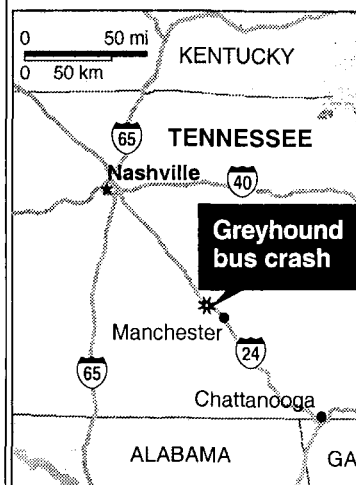 0 50 mi
0 50 km
KENTUCKY
65
TENNESSEE
Nashville
40
Greyhound
bus crash
Manchester
24
65
Chattanooga
ALABAMA
GA